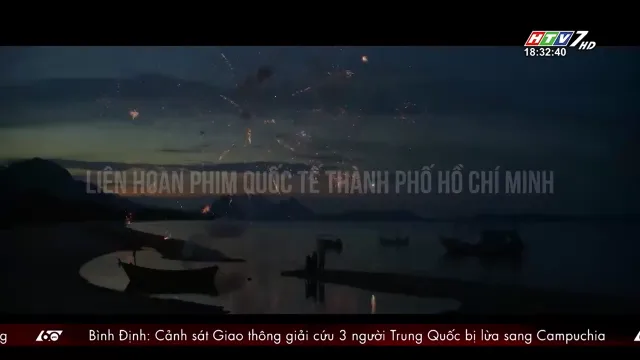 HTV7 HD
18:32:40
LIÊN HOAN PHIM QUỐC TẾ THÀNH PHỐ HỒ CHÍ MINH
g 60 Bình Định: Cảnh sát Giao thông giải cứu 3 người Trung Quốc bị lừa sang Campuchia